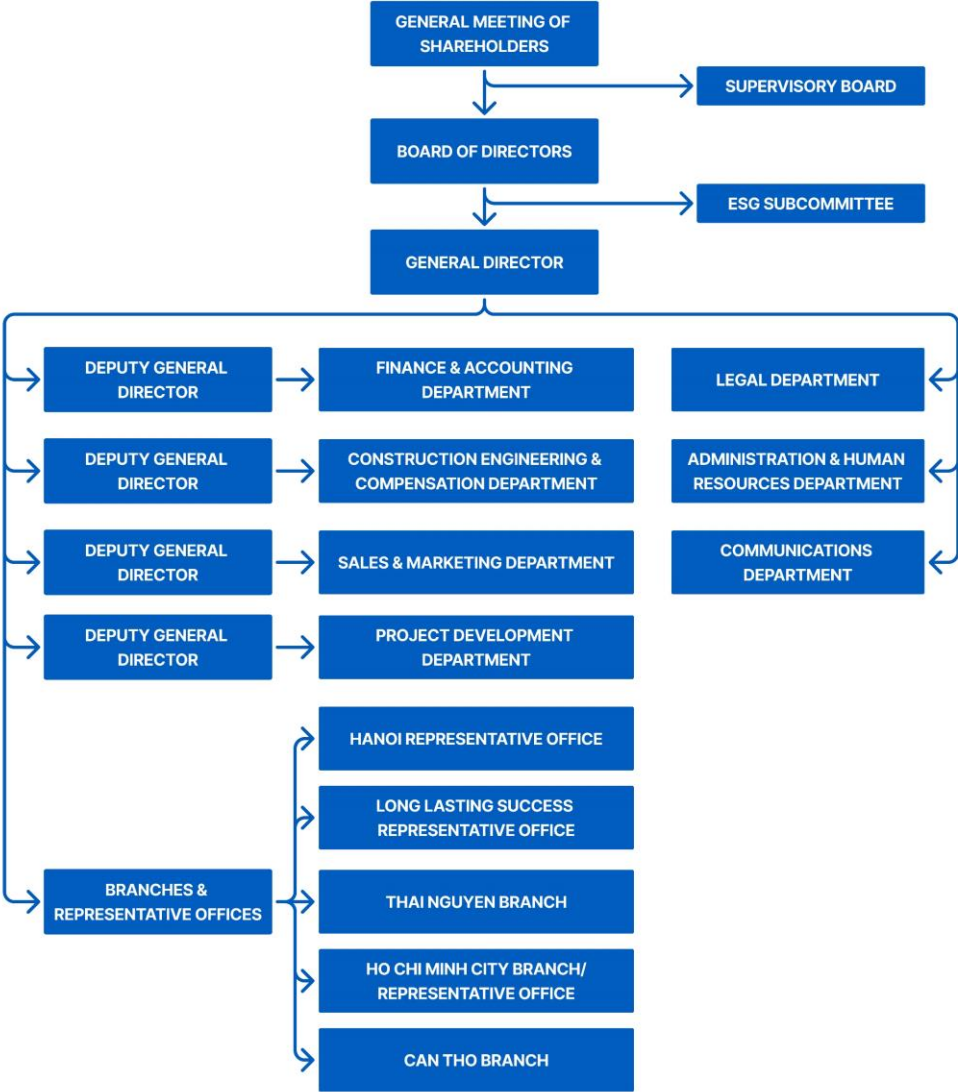 GENERAL MEETING OF
SHAREHOLDERS
SUPERVISORY BOARD
BOARD OF DIRECTORS
ESG SUBCOMMITTEE
GENERAL DIRECTOR
DEPUTY GENERAL
DIRECTOR
FINANCE & ACCOUNTING
DEPARTMENT
LEGAL DEPARTMENT
DEPUTY GENERAL
DIRECTOR
CONSTRUCTION ENGINEERING &
COMPENSATION DEPARTMENT
ADMINISTRATION & HUMAN
RESOURCES DEPARTMENT
DEPUTY GENERAL
DIRECTOR
SALES & MARKETING DEPARTMENT
COMMUNICATIONS
DEPARTMENT
DEPUTY GENERAL
DIRECTOR
PROJECT DEVELOPMENT
DEPARTMENT
BRANCHES &
REPRESENTATIVE OFFICES
HANOI REPRESENTATIVE OFFICE
LONG LASTING SUCCESS
REPRESENTATIVE OFFICE
THAI NGUYEN BRANCH
HO CHI MINH CITY BRANCH/
REPRESENTATIVE OFFICE
CAN THO BRANCH